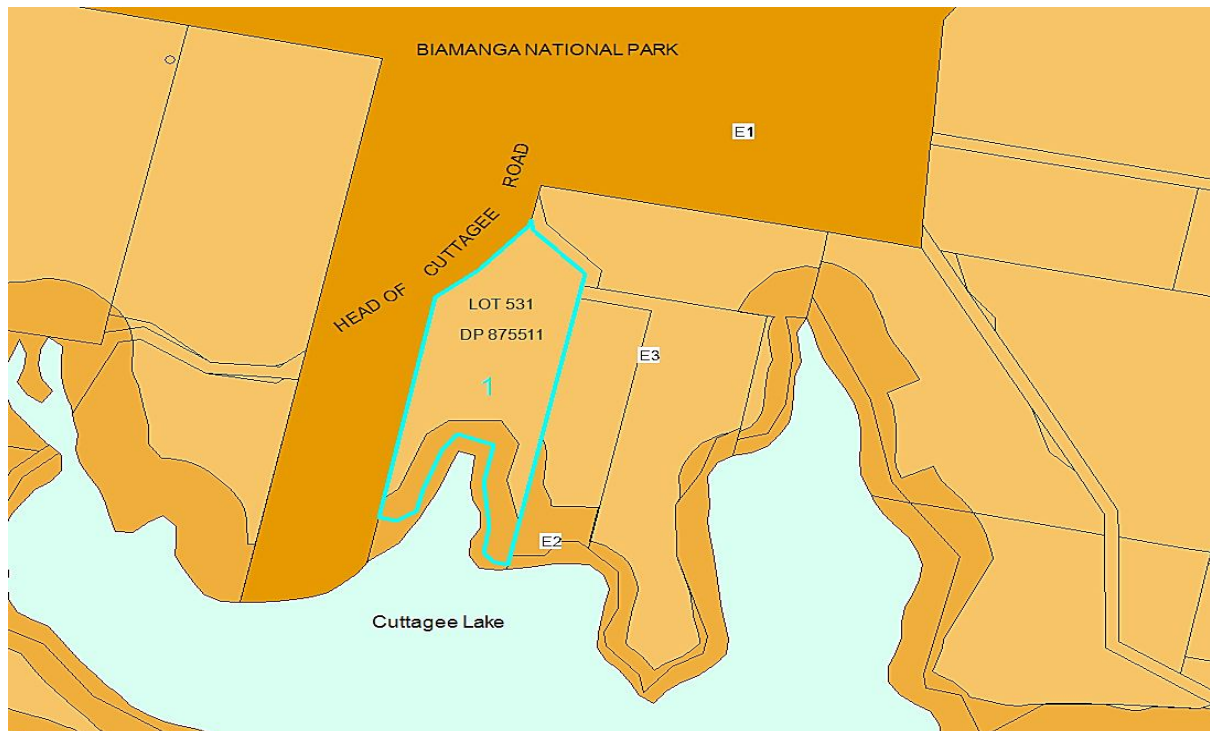 BIAMANGA NATIONAL PARK
E1
HEAD OF CUTTAGEE ROAD
LOT 531
DP 875511
E3
1
E2
Cuttagee Lake